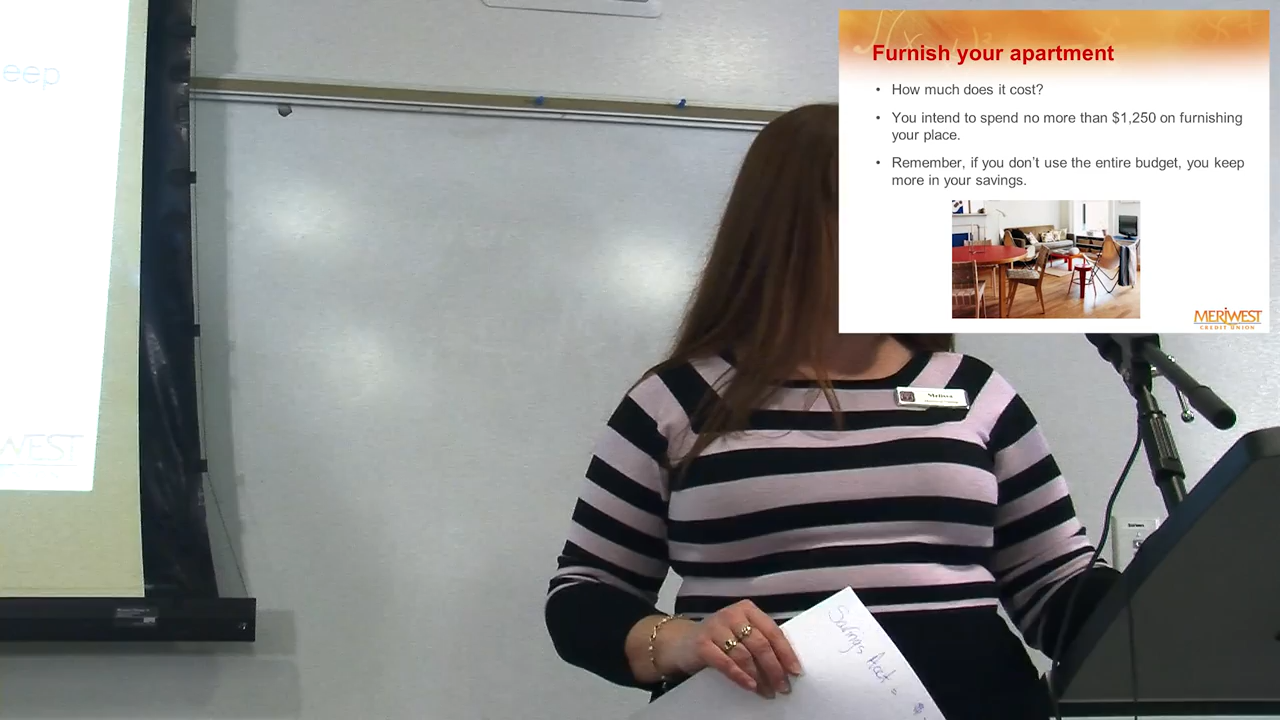 eep
Furnish your apartment
• How much does it cost?
• You intend to spend no more than $1,250 on furnishing
your place.
• Remember, if you don't use the entire budget, you keep
more in your savings.
MERIWEST
CREDIT UNION
WEST
Savings Acct = $